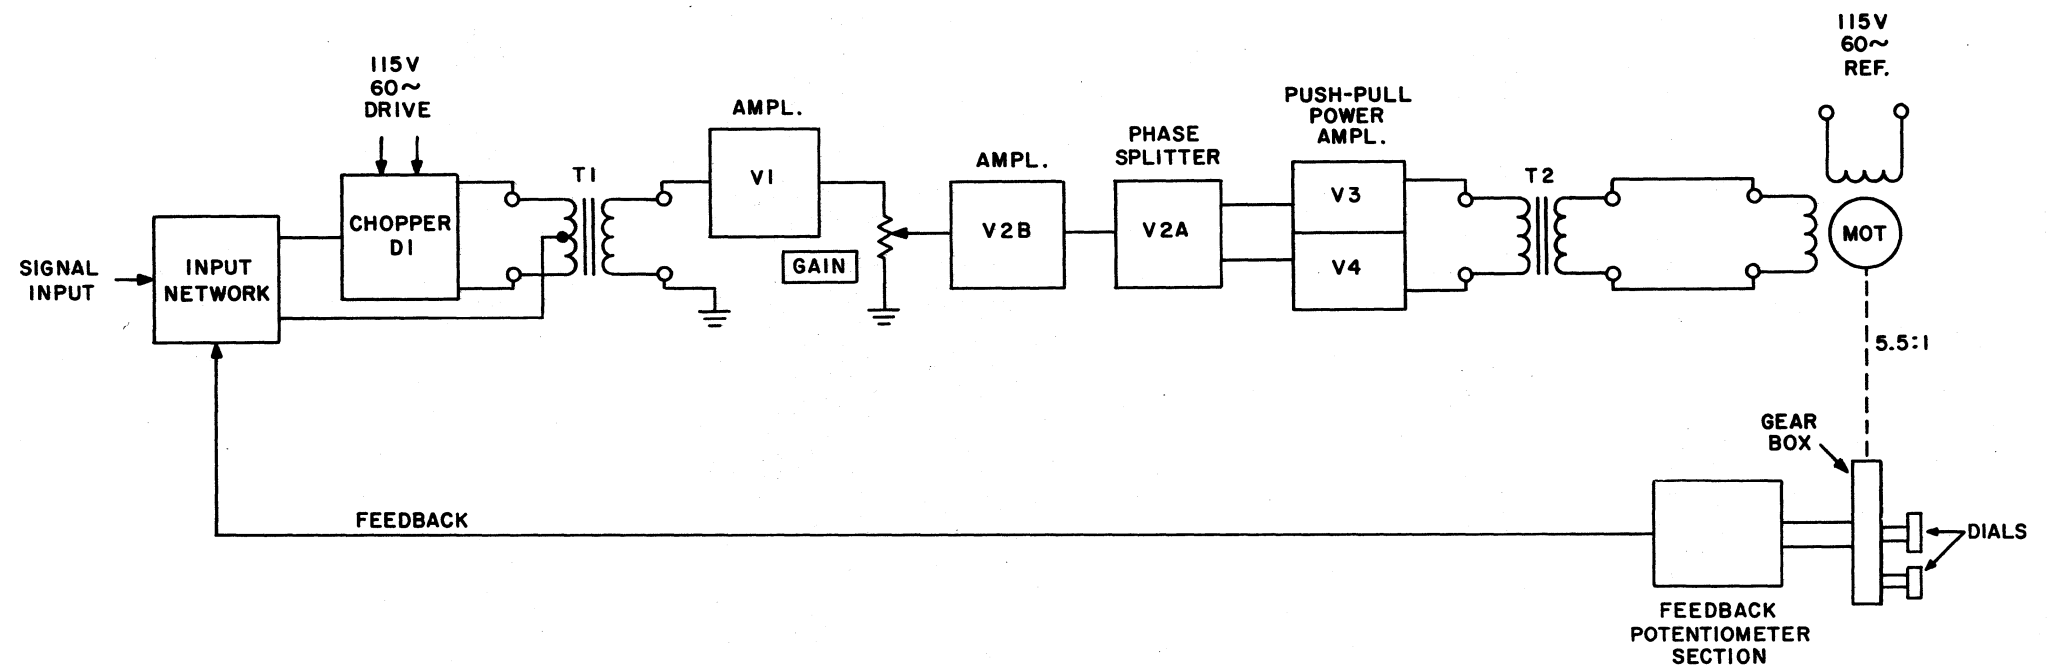 115V
60~
DRIVE
SIGNAL
INPUT
INPUT
NETWORK
CHOPPER
D1
T1
AMPL.
V1
GAIN
AMPL.
V2B
PHASE
SPLITTER
V2A
PUSH-PULL
POWER
AMPL.
V3
V4
T2
115V
60~
REF.
MOT
5.5:1
GEAR
BOX
DIALS
FEEDBACK
FEEDBACK
POTENTIOMETER
SECTION